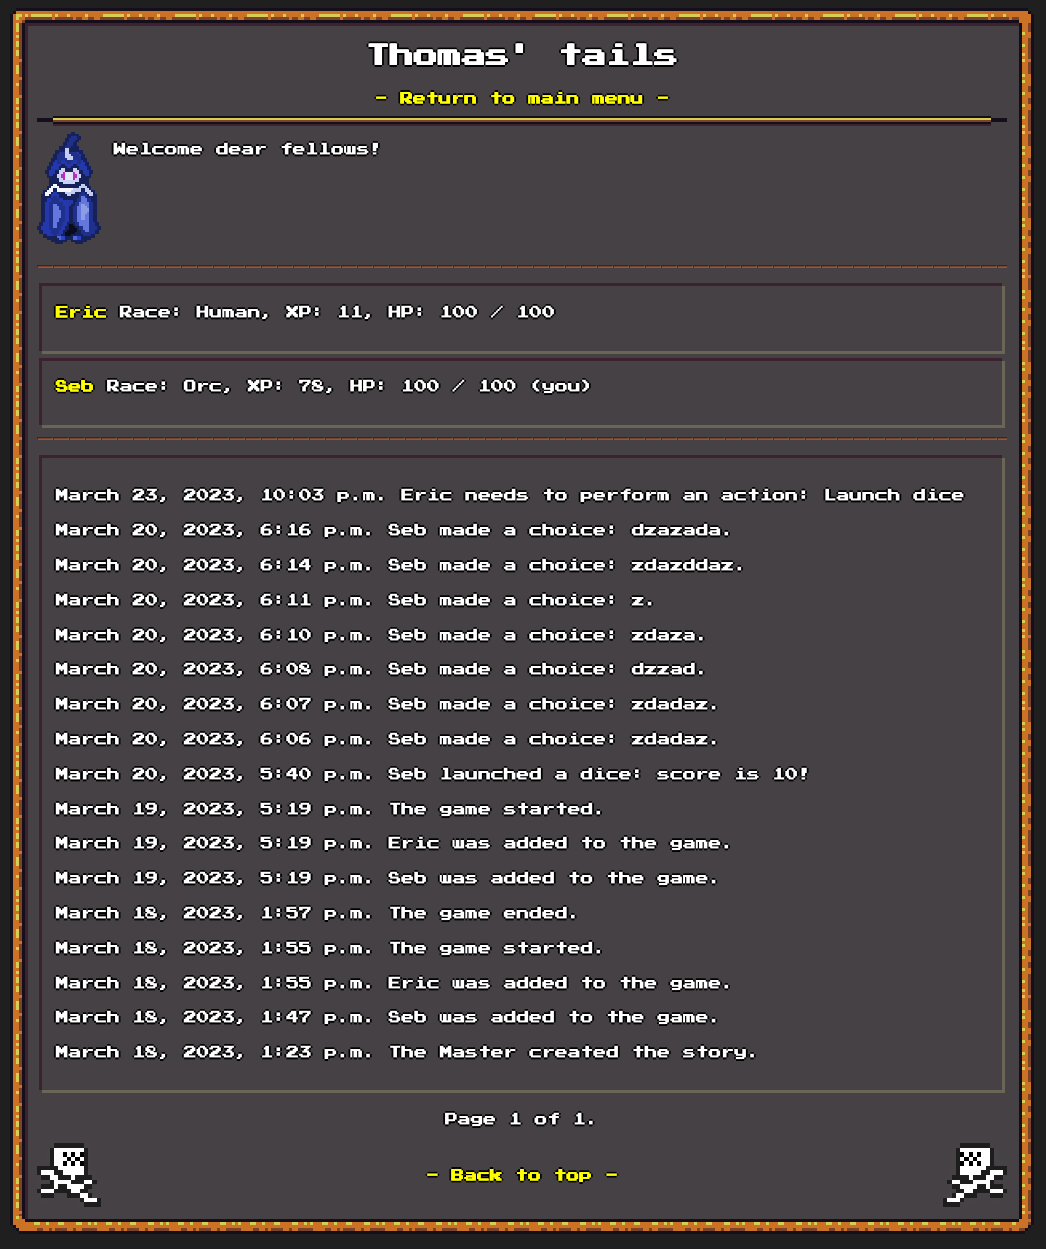 Thomas' tails
- Return to main menu -
Welcome dear fellows!
Eric Race: Human, XP: 11, HP: 100 / 100
Seb Race: Orc, XP: 78, HP: 100 / 100 (you)
March 23, 2023, 10:03 p.m. Eric needs to perform an action: Launch dice
March 20, 2023, 6:16 p.m. Seb made a choice: dzazada.
March 20, 2023, 6:14 p.m. Seb made a choice: zdazddaz.
March 20, 2023, 6:11 p.m. Seb made a choice: z.
March 20, 2023, 6:10 p.m. Seb made a choice: zdaza.
March 20, 2023, 6:08 p.m. Seb made a choice: dzzad.
March 20, 2023, 6:07 p.m. Seb made a choice: zdadaz.
March 20, 2023, 6:06 p.m. Seb made a choice: zdadaz.
March 20, 2023, 5:40 p.m. Seb launched a dice: score is 10!
March 19, 2023, 5:19 p.m. The game started.
March 19, 2023, 5:19 p.m. Eric was added to the game.
March 19, 2023, 5:19 p.m. Seb was added to the game.
March 18, 2023, 1:57 p.m. The game ended.
March 18, 2023, 1:55 p.m. The game started.
March 18, 2023, 1:55 p.m. Eric was added to the game.
March 18, 2023, 1:47 p.m. Seb was added to the game.
March 18, 2023, 1:23 p.m. The Master created the story.
Page 1 of 1.
- Back to top -